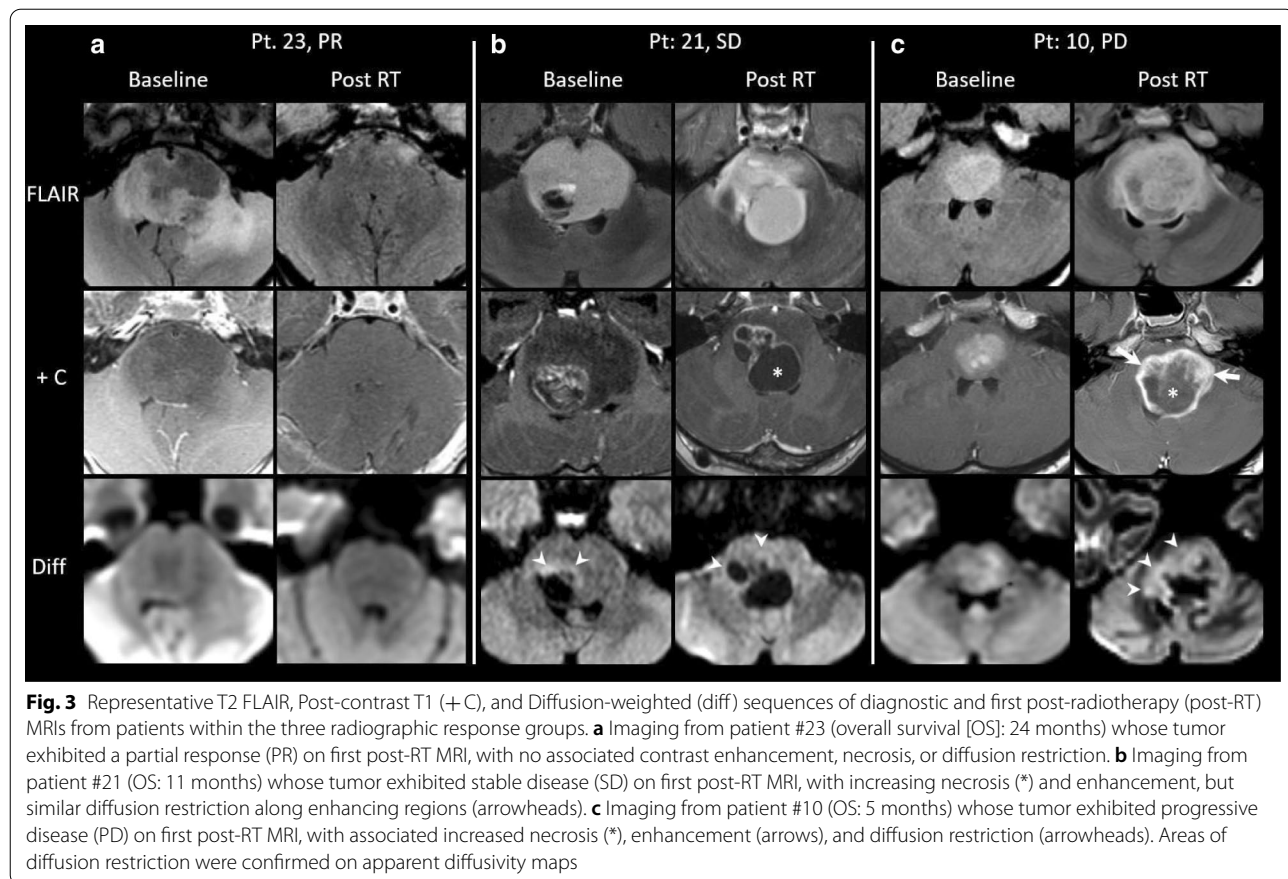 a Pt. 23, PR b Pt: 21, SD c Pt: 10, PD
Baseline Post RT Baseline Post RT Baseline Post RT
FLAIR
+ C
*
*
Diff
Fig. 3 Representative T2 FLAIR, Post-contrast T1 (+ C), and Diffusion-weighted (diff) sequences of diagnostic and first post-radiotherapy (post-RT)
MRIs from patients within the three radiographic response groups. a Imaging from patient #23 (overall survival [OS]: 24 months) whose tumor
exhibited a partial response (PR) on first post-RT MRI, with no associated contrast enhancement, necrosis, or diffusion restriction. b Imaging from
patient #21 (OS: 11 months) whose tumor exhibited stable disease (SD) on first post-RT MRI, with increasing necrosis (*) and enhancement, but
similar diffusion restriction along enhancing regions (arrowheads). c Imaging from patient #10 (OS: 5 months) whose tumor exhibited progressive
disease (PD) on first post-RT MRI, with associated increased necrosis (*), enhancement (arrows), and diffusion restriction (arrowheads). Areas of
diffusion restriction were confirmed on apparent diffusivity maps